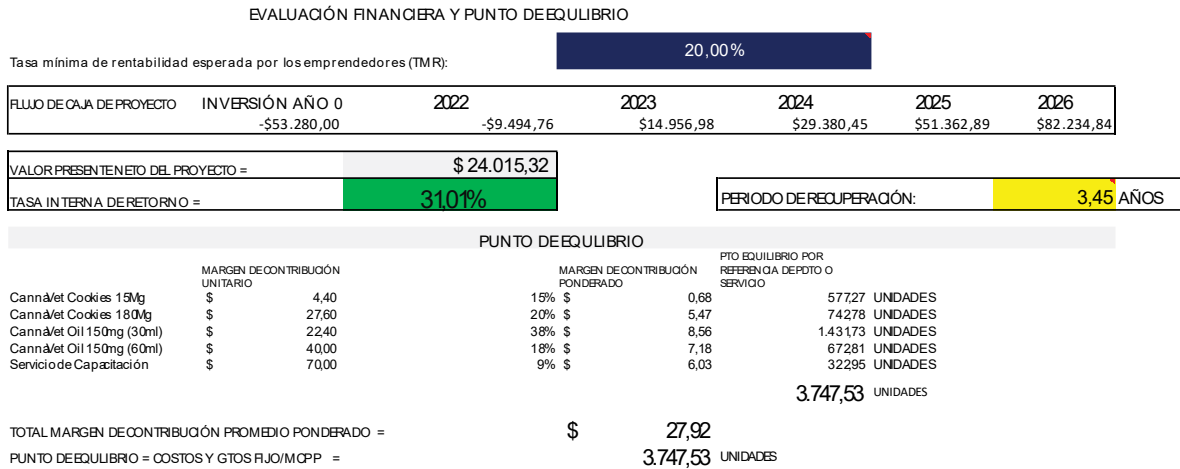 EVALUACIÓN FINANCIERA Y PUNTO DE EQULIBRIO
Tasa mínima de rentabilidad esperada por los emprendedores (TMR): 20,00%
FLUJO DE CAJA DE PROYECTO INVERSIÓN AÑO 0 2022 2023 2024 2025 2026
-$53.280,00 -$9.494,76 $14.956,98 $29.380,45 $51.362,89 $82.234,84
VALOR PRESENTE NETO DEL PROYECTO = $ 24.015,32
TASA INTERNA DE RETORNO = 31,01% PERIODO DE RECUPERACIÓN: 3,45 AÑOS
PUNTO DE EQULIBRIO
MARGEN DE CONTRIBUCIÓN UNITARIO MARGEN DE CONTRIBUCIÓN PONDERADO PTO EQUILIBRIO POR REFERENCIA DE PDTO O SERVICIO
CannaVet Cookies 15Mg $ 4,40 15% $ 0,68 577,27 UNIDADES
CannaVet Cookies 180Mg $ 27,60 20% $ 5,47 742,78 UNIDADES
CannaVet Oil 150mg (30ml) $ 22,40 38% $ 8,56 1.431,73 UNIDADES
CannaVet Oil 150mg (60ml) $ 40,00 18% $ 7,18 672,81 UNIDADES
Servicio de Capacitación $ 70,00 9% $ 6,03 322,95 UNIDADES
3.747,53 UNIDADES
TOTAL MARGEN DE CONTRIBUCIÓN PROMEDIO PONDERADO = $ 27,92
PUNTO DE EQULIBRIO = COSTOS Y GTOS FIJO/MCPP = 3.747,53 UNIDADES